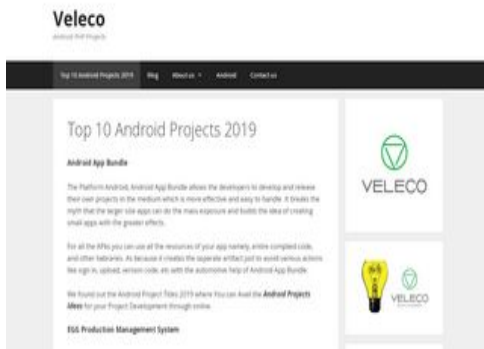 Veleco
Android PHP Projects
Top 10 Android Projects 2019 Blog About us Android Contact us
Top 10 Android Projects 2019
Android App Bundle
The Platform Android, Android App Bundle allows the developers to develop and release
their own projects in the medium which is more effective and easy to handle. It breaks the
myth that the larger size apps can do the mass exposure and builds the idea of creating
small apps with the greater effects.
For all the APKs you can use all the resources of your app namely, entire compiled code,
and other liabraries. As because it creates the seperate artifact just to avoid various actions
like sign in, upload, version code, etc with the automotive help of Android App Bundle.
We found out the Android Project Titles 2019 where You can Avail the Android Projects
Ideas for your Project Development through online.
EGG Production Management System
VELECO
VELECO